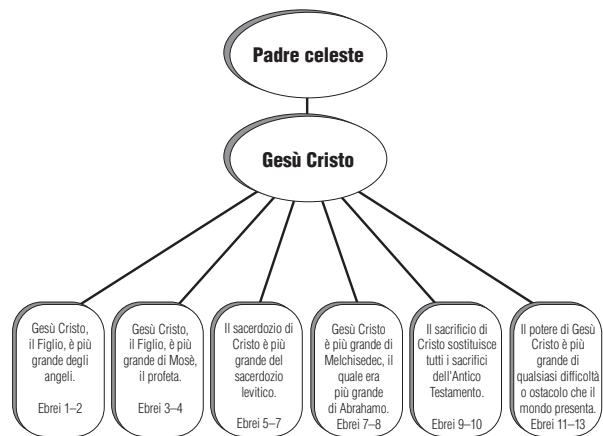 Padre celeste
Gesù Cristo
Gesù Cristo,
il Figlio, è più
grande degli
angeli.
Ebrei 1–2
Gesù Cristo,
il Figlio, è più
grande di Mosè,
il profeta.
Ebrei 3–4
Il sacerdozio di
Cristo è più
grande del
sacerdozio
levitico.
Ebrei 5–7
Gesù Cristo
è più grande di
Melchisedec, il
quale era
più grande
di Abrahamo.
Ebrei 7–8
Il sacrificio di
Cristo sostituisce
tutti i sacrifici
dell'Antico
Testamento.
Ebrei 9–10
Il potere di Gesù
Cristo è più
grande di
qualsiasi difficoltà
o ostacolo che il
mondo presenta.
Ebrei 11–13